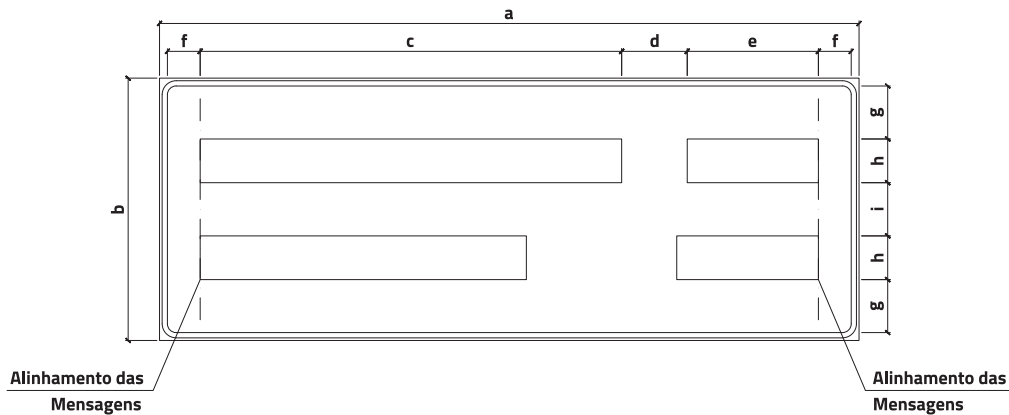 a
f c d e f
g
h
b i
h
g
Alinhamento das
Mensagens
Alinhamento das
Mensagens